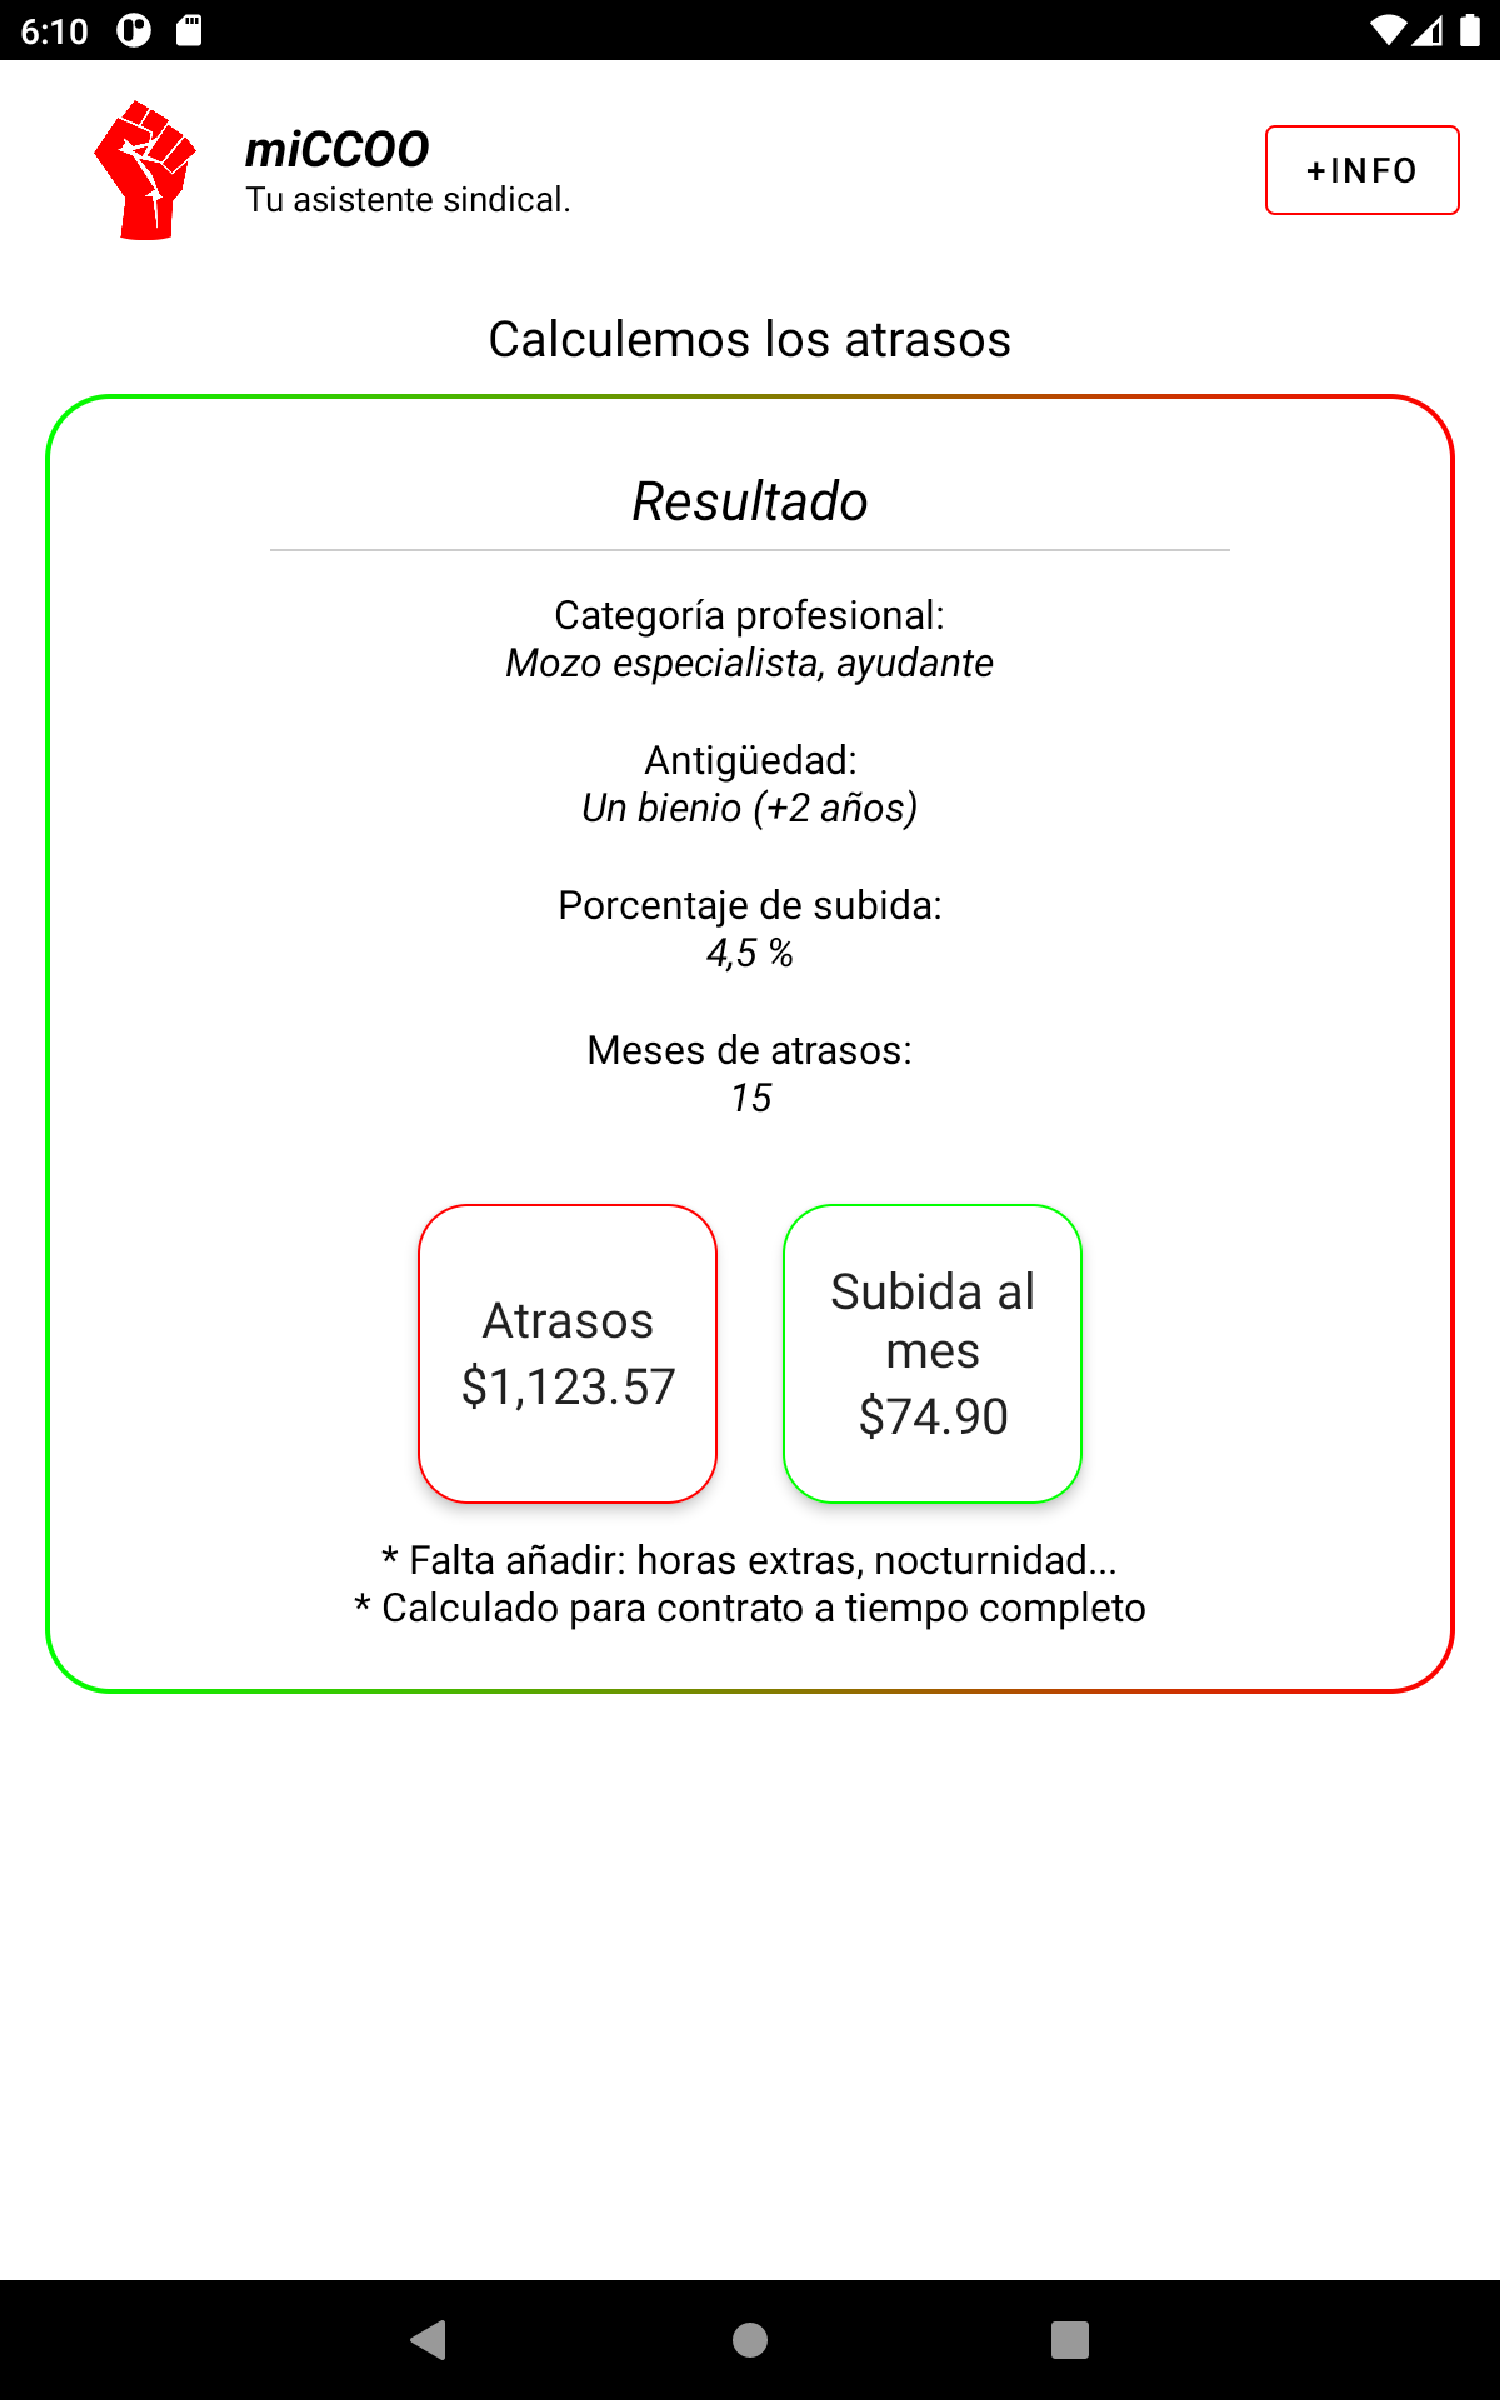 6:10
miCCOO
Tu asistente sindical.
+INFO
Calculemos los atrasos
Resultado
Categoría profesional:
Mozo especialista, ayudante
Antigüedad:
Un bienio (+2 años)
Porcentaje de subida:
4,5 %
Meses de atrasos:
15
Atrasos
$1,123.57
Subida al
mes
$74.90
* Falta añadir: horas extras, nocturnidad...
* Calculado para contrato a tiempo completo